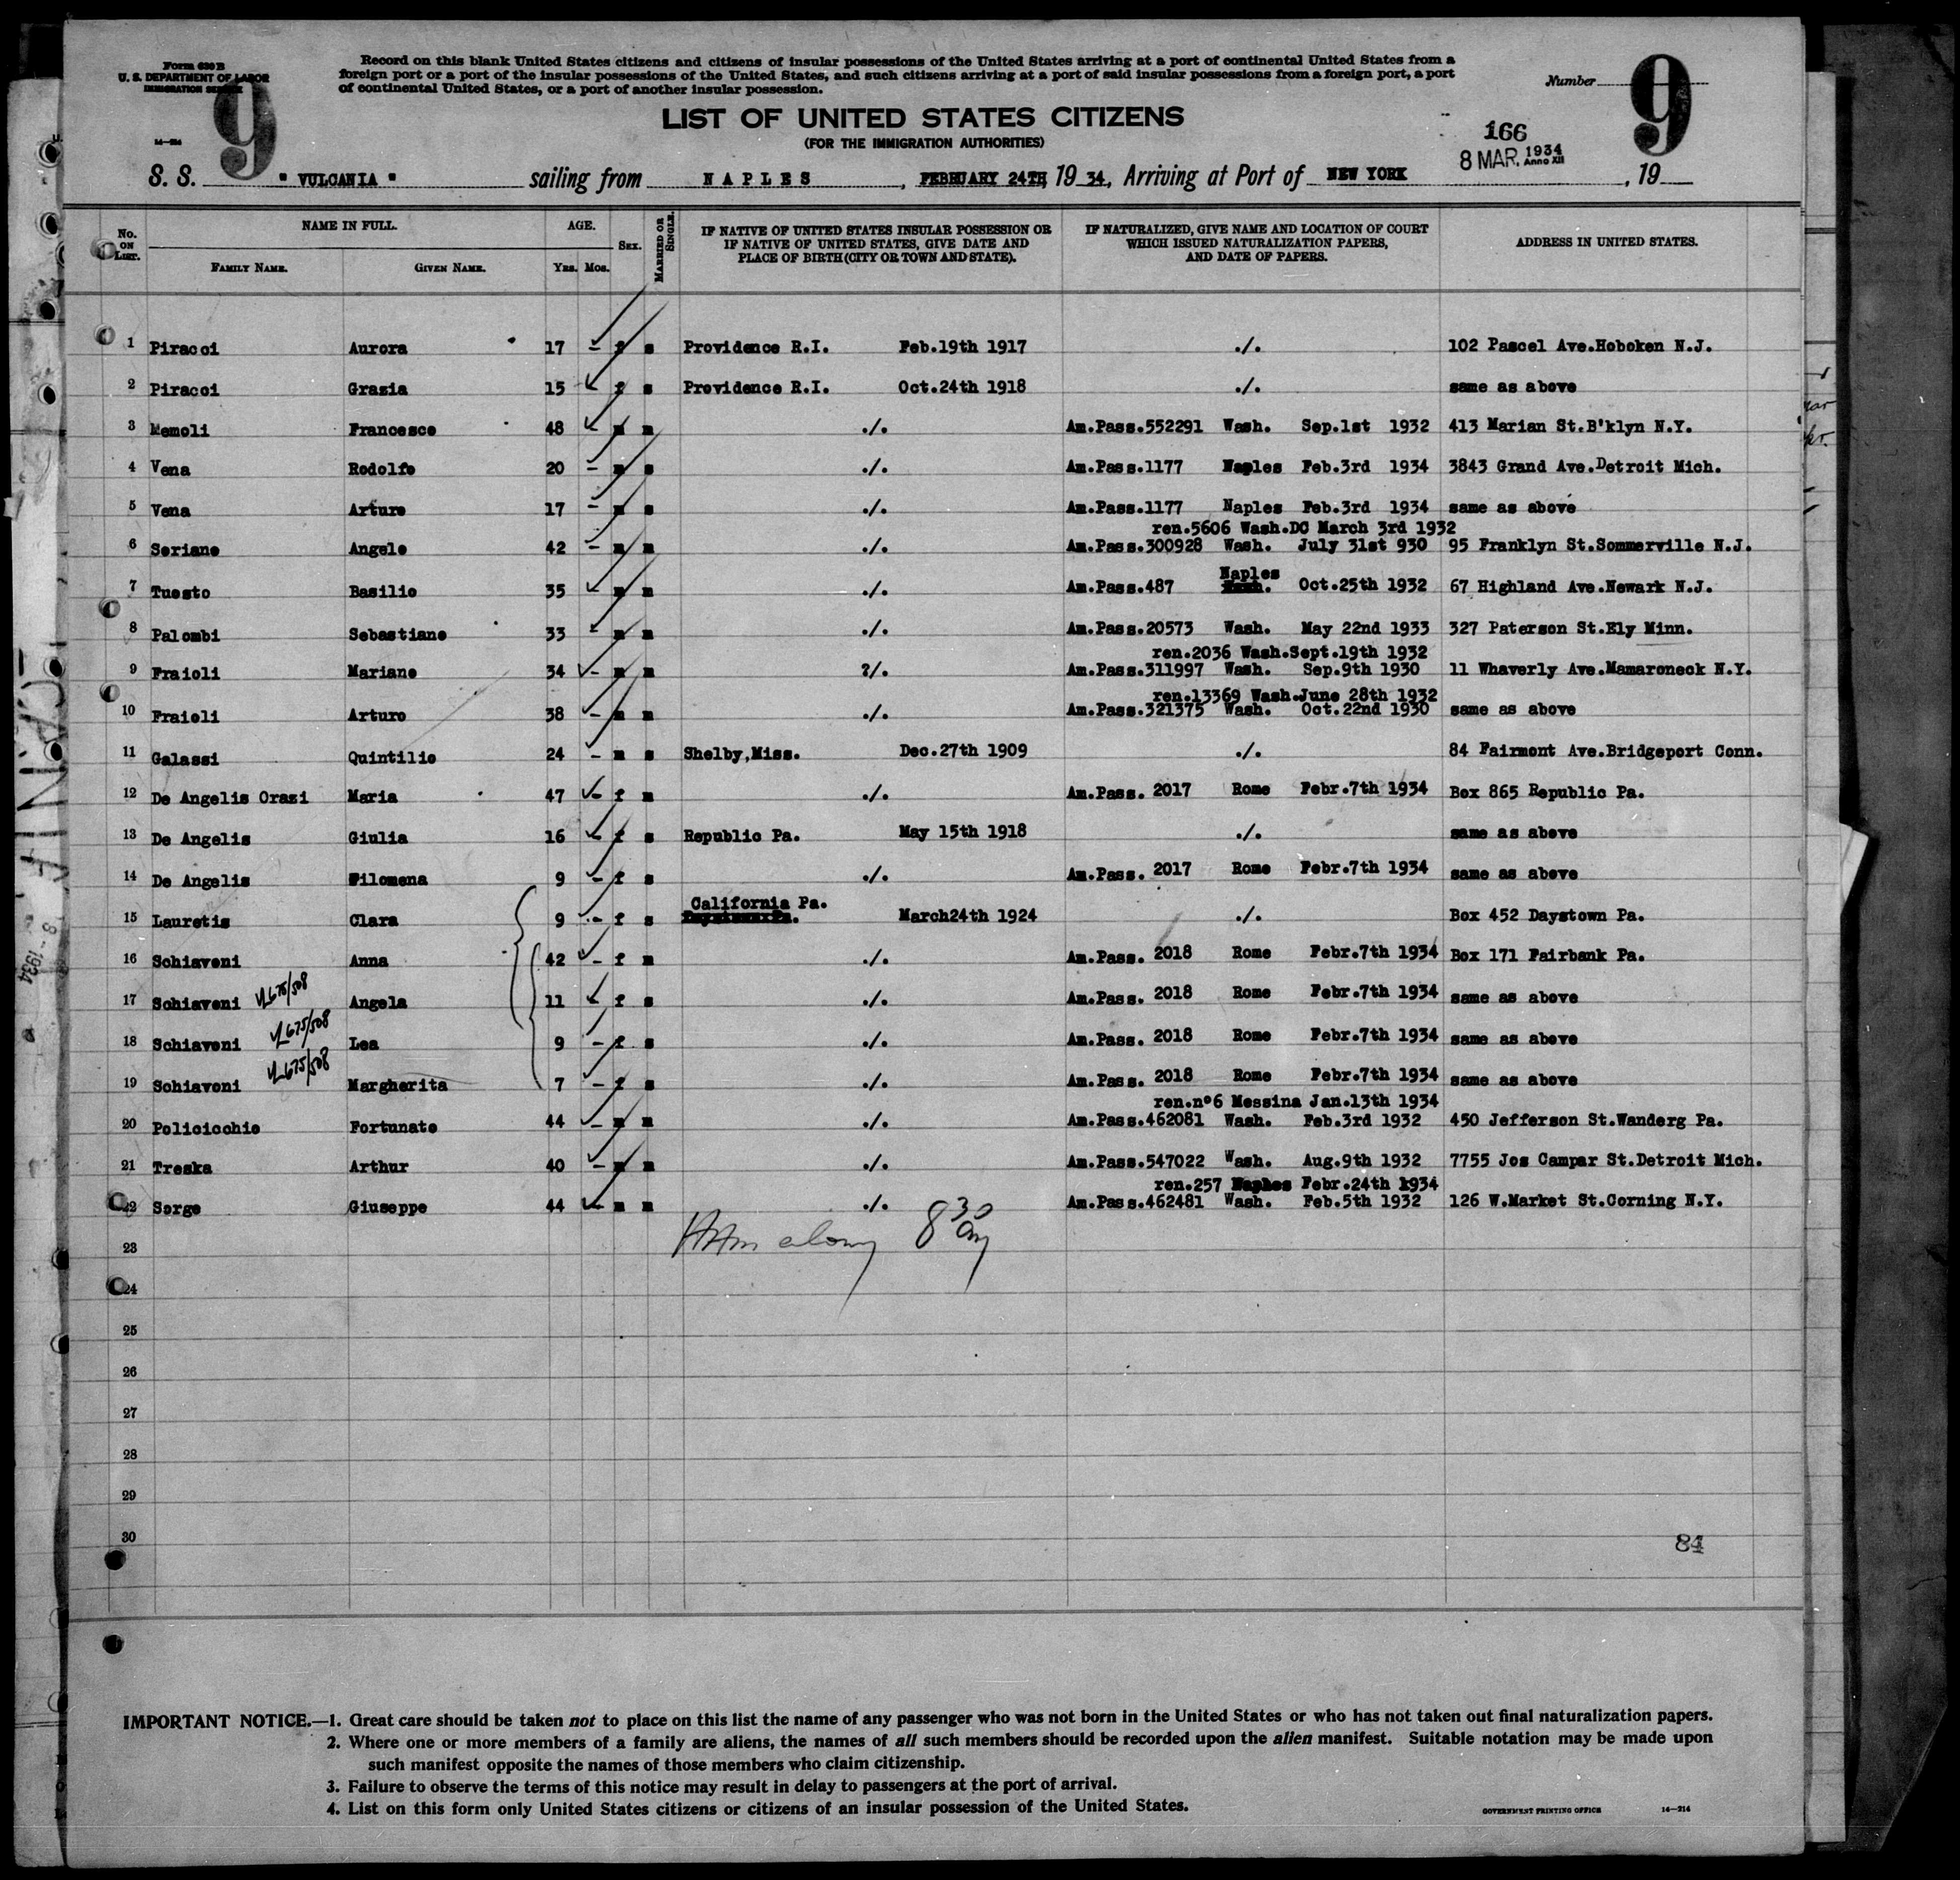 Form 630 B
U. S. DEPARTMENT OF LABOR
IMMIGRATION SERVICE
9
Record on this blank United States citizens and citizens of insular possessions of the United States arriving at a port of continental United States from a
foreign port or a port of the insular possessions of the United States, and such citizens arriving at a port of said insular possessions from a foreign port, a port
of continental United States, or a port of another insular possession.
Number 9
LIST OF UNITED STATES CITIZENS
(FOR THE IMMIGRATION AUTHORITIES)
166
8 MAR. 1934 Anno XII
S. S. " VULCANIA " sailing from NAPLES, FEBRUARY 24TH 1934, Arriving at Port of NEW YORK, 19
No. ON LIST. NAME IN FULL. AGE. SEX. MARRIED OR SINGLE. IF NATIVE OF UNITED STATES INSULAR POSSESSION OR IF NATIVE OF UNITED STATES, GIVE DATE AND PLACE OF BIRTH (CITY OR TOWN AND STATE). IF NATURALIZED, GIVE NAME AND LOCATION OF COURT WHICH ISSUED NATURALIZATION PAPERS, AND DATE OF PAPERS. ADDRESS IN UNITED STATES.
FAMILY NAME. GIVEN NAME. YRS. MOS.
1 Piracci Aurora 17 – f s Providence R.I. Feb.19th 1917 ./. 102 Pascel Ave.Hoboken N.J.
2 Piracci Grazia 15 – f s Providence R.I. Oct.24th 1918 ./. same as above
3 Memoli Francesco 48 – m m ./. Am.Pass.552291 Wash. Sep.1st 1932 413 Marian St.B'klyn N.Y.
4 Vena Rodolfo 20 – m s ./. Am.Pass.1177 Naples Feb.3rd 1934 3843 Grand Ave.Detroit Mich.
5 Vena Arturo 17 – m s ./. Am.Pass.1177 Naples Feb.3rd 1934 same as above
ren.5606 Wash.DC March 3rd 1932
6 Soriano Angelo 42 – m m ./. Am.Pass.300928 Wash. July 31st 930 95 Franklyn St.Sommerville N.J.
Naples
7 Tuosto Basilio 35 – m m ./. Am.Pass.487 Wash. Oct.25th 1932 67 Highland Ave.Newark N.J.
8 Palombi Sebastiano 33 – m m ./. Am.Pass.20573 Wash. May 22nd 1933 327 Paterson St.Ely Minn.
ren.2036 Wash.Sept.19th 1932
9 Fraioli Mariano 34 – m m ?/. Am.Pass.311997 Wash. Sep.9th 1930 11 Whaverly Ave.Mamaroneck N.Y.
ren.13369 Wash.June 28th 1932
10 Fraioli Arturo 38 – m m ./. Am.Pass.321375 Wash. Oct.22nd 1930 same as above
11 Galassi Quintilio 24 – m s Shelby,Miss. Dec.27th 1909 ./. 84 Fairmont Ave.Bridgeport Conn.
12 De Angelis Orazi Maria 47 – f m ./. Am.Pass. 2017 Rome Febr.7th 1934 Box 865 Republic Pa.
13 De Angelis Giulia 16 – f s Republic Pa. May 15th 1918 ./. same as above
14 De Angelis Filomena 9 – f s ./. Am.Pass. 2017 Rome Febr.7th 1934 same as above
California Pa.
15 Lauretis Clara 9 – f s March24th 1924 ./. Box 452 Daystown Pa.
16 Schiavoni Anna 42 – f m ./. Am.Pass. 2018 Rome Febr.7th 1934 Box 171 Fairbank Pa.
17 Schiavoni VL675/508 Angela 11 – f s ./. Am.Pass. 2018 Rome Febr.7th 1934 same as above
18 Schiavoni VL675/508 Lea 9 – f s ./. Am.Pass. 2018 Rome Febr.7th 1934 same as above
19 Schiavoni VL675/508 Margherita 7 – f s ./. Am.Pass. 2018 Rome Febr.7th 1934 same as above
ren.n°6 Messina Jan.13th 1934
20 Policicchio Fortunato 44 – m m ./. Am.Pass.462081 Wash. Feb.3rd 1932 450 Jefferson St.Wanderg Pa.
21 Treska Arthur 40 – m m ./. Am.Pass.547022 Wash. Aug.9th 1932 7755 Jos Campar St.Detroit Mich.
ren.257 Naples Febr.24th 1934
22 Sorge Giuseppe 44 – m m ./. Am.Pass.462481 Wash. Feb.5th 1932 126 W.Market St.Corning N.Y.
8 30
23
24
25
26
27
28
29
30
84
IMPORTANT NOTICE.—1. Great care should be taken not to place on this list the name of any passenger who was not born in the United States or who has not taken out final naturalization papers.
2. Where one or more members of a family are aliens, the names of all such members should be recorded upon the alien manifest. Suitable notation may be made upon
such manifest opposite the names of those members who claim citizenship.
3. Failure to observe the terms of this notice may result in delay to passengers at the port of arrival.
4. List on this form only United States citizens or citizens of an insular possession of the United States.
GOVERNMENT PRINTING OFFICE 14—214